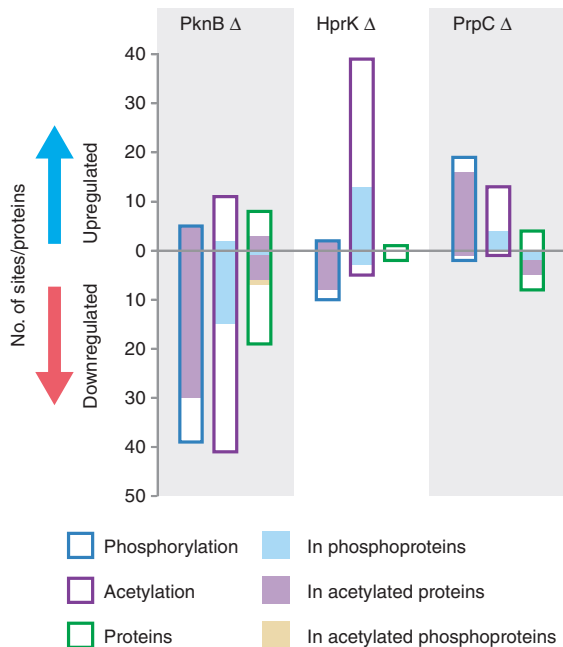 PknB Δ HprK Δ PrpC Δ
40
30
20
10
0
10
20
30
40
50
No. of sites/proteins
Upregulated
Downregulated
Phosphorylation In phosphoproteins
Acetylation In acetylated proteins
Proteins In acetylated phosphoproteins